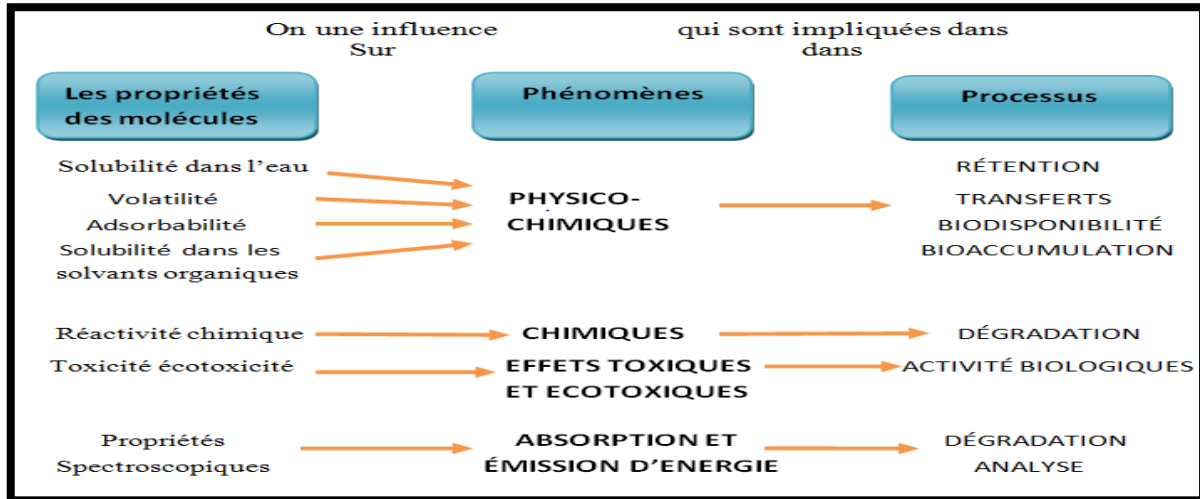 On une influence
Sur
qui sont impliquées dans
dans
Les propriétés
des molécules
Phénomènes
Processus
Solubilité dans l'eau
Volatilité
Adsorbabilité
Solubilité dans les
solvants organiques
PHYSICO-
CHIMIQUES
RÉTENTION
TRANSFERTS
BIODISPONIBILITÉ
BIOACCUMULATION
Réactivité chimique
CHIMIQUES
DÉGRADATION
Toxicité écotoxicité
EFFETS TOXIQUES
ET ECOTOXIQUES
ACTIVITÉ BIOLOGIQUES
Propriétés
Spectroscopiques
ABSORPTION ET
ÉMISSION D'ENERGIE
DÉGRADATION
ANALYSE